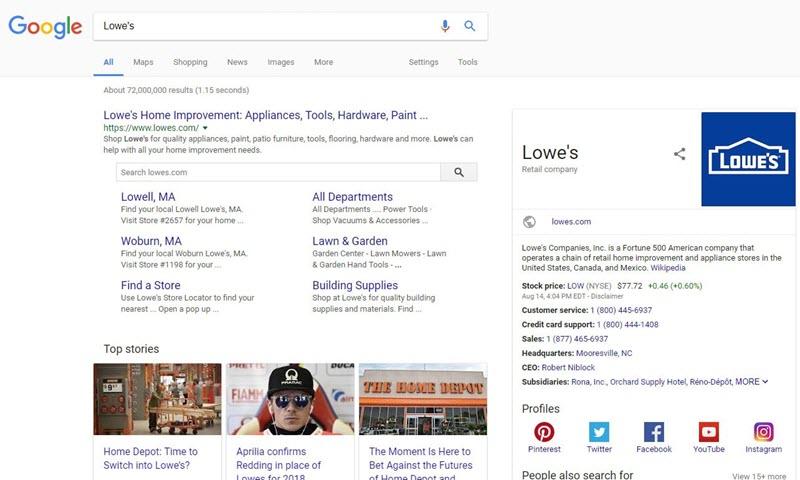 Google
Lowe's
All Maps Shopping News Images More Settings Tools
About 72,000,000 results (1.15 seconds)
Lowe's Home Improvement: Appliances, Tools, Hardware, Paint ...
https://www.lowes.com/
Shop Lowe's for quality appliances, paint, patio furniture, tools, flooring, hardware and more. Lowe's can
help with all your home improvement needs.
Search lowes.com
Lowell, MA
Find your local Lowell Lowe's, MA.
Visit Store #2657 for your home ...
All Departments
All Departments .... Power Tools ·
Shop Vacuums & Accessories ...
Woburn, MA
Find your local Woburn Lowe's, MA.
Visit Store #1198 for your ...
Lawn & Garden
Garden Center - Lawn Mowers - Lawn
& Garden Hand Tools - ...
Find a Store
Use Lowe's Store Locator to find your
nearest ... Open a pop up ...
Building Supplies
Shop at Lowe's for quality building
supplies and materials. Find ...
Top stories
PRAMAC
FIAMM
THE HOME DEPOT
Home Depot: Time to
Switch into Lowe's?
Aprilia confirms
Redding in place of
Lowes for 2018
The Moment Is Here to
Bet Against the Futures
of Home Depot and
Lowe's
Retail company
LOWE'S
lowes.com
Lowe's Companies, Inc. is a Fortune 500 American company that
operates a chain of retail home improvement and appliance stores in the
United States, Canada, and Mexico. Wikipedia
Stock price: LOW (NYSE) $77.72 +0.46 (+0.60%)
Aug 14, 4:04 PM EDT - Disclaimer
Customer service: 1 (800) 445-6937
Credit card support: 1 (800) 444-1408
Sales: 1 (877) 465-6937
Headquarters: Mooresville, NC
CEO: Robert Niblock
Subsidiaries: Rona, Inc., Orchard Supply Hotel, Réno-Dépôt, MORE
Profiles
Pinterest Twitter Facebook YouTube Instagram
People also search for View 15+ more